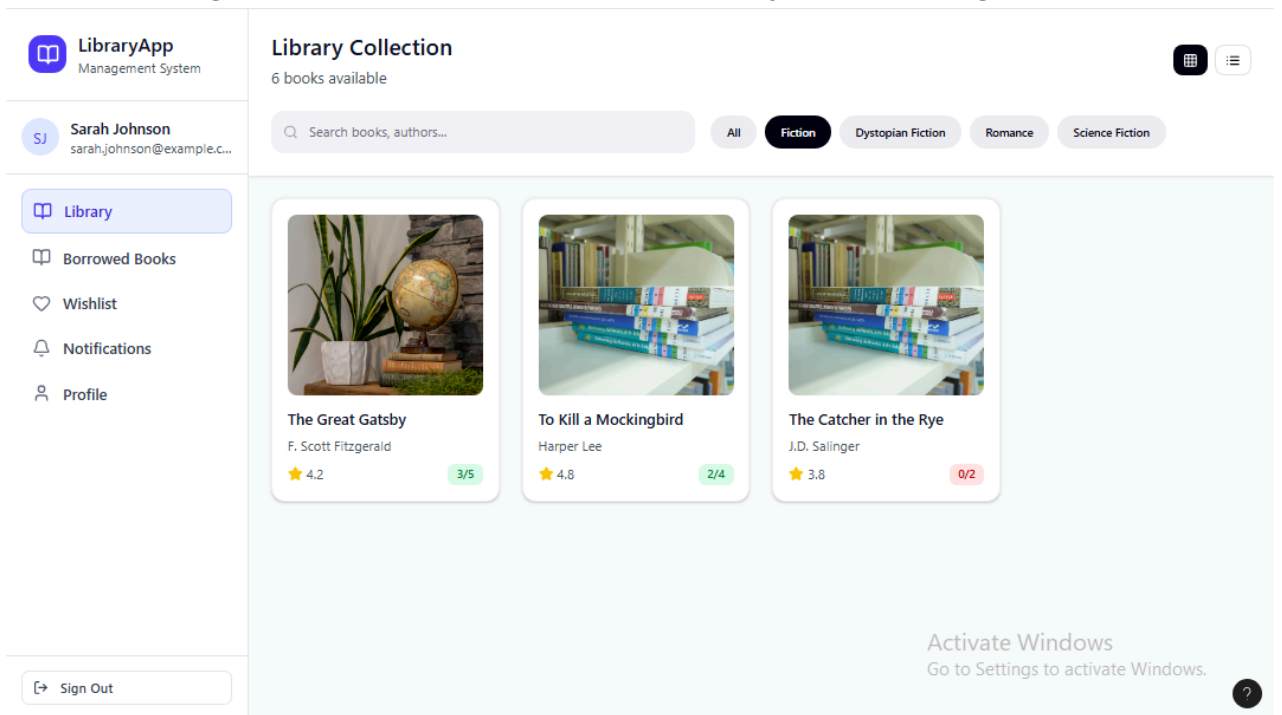 LibraryApp
Management System
Sarah Johnson
SJ
sarah.johnson@example.c...
Library
Borrowed Books
Wishlist
Notifications
Profile
Sign Out
Library Collection
6 books available
Search books, authors...
All
Fiction
Dystopian Fiction
Romance
Science Fiction
The Great Gatsby
F. Scott Fitzgerald
4.2
3/5
To Kill a Mockingbird
Harper Lee
4.8
2/4
The Catcher in the Rye
J.D. Salinger
3.8
0/2
Activate Windows
Go to Settings to activate Windows.
?